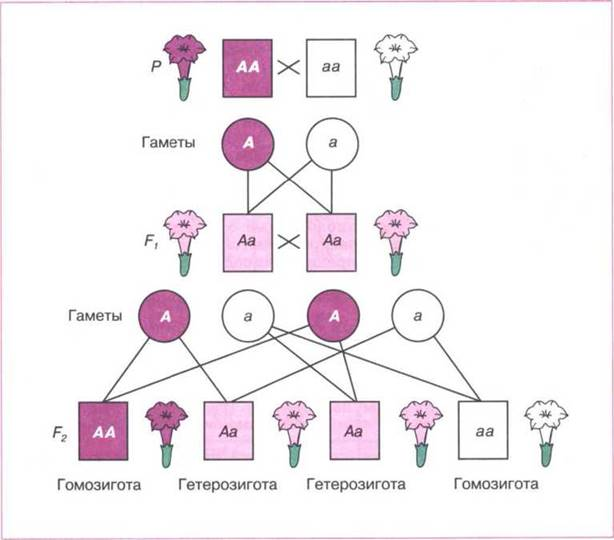 P AA × aa
Гаметы A a
F₁ Aa × Aa
Гаметы A a A a
F₂ AA Aa Aa aa
Гомозигота Гетерозигота Гетерозигота Гомозигота